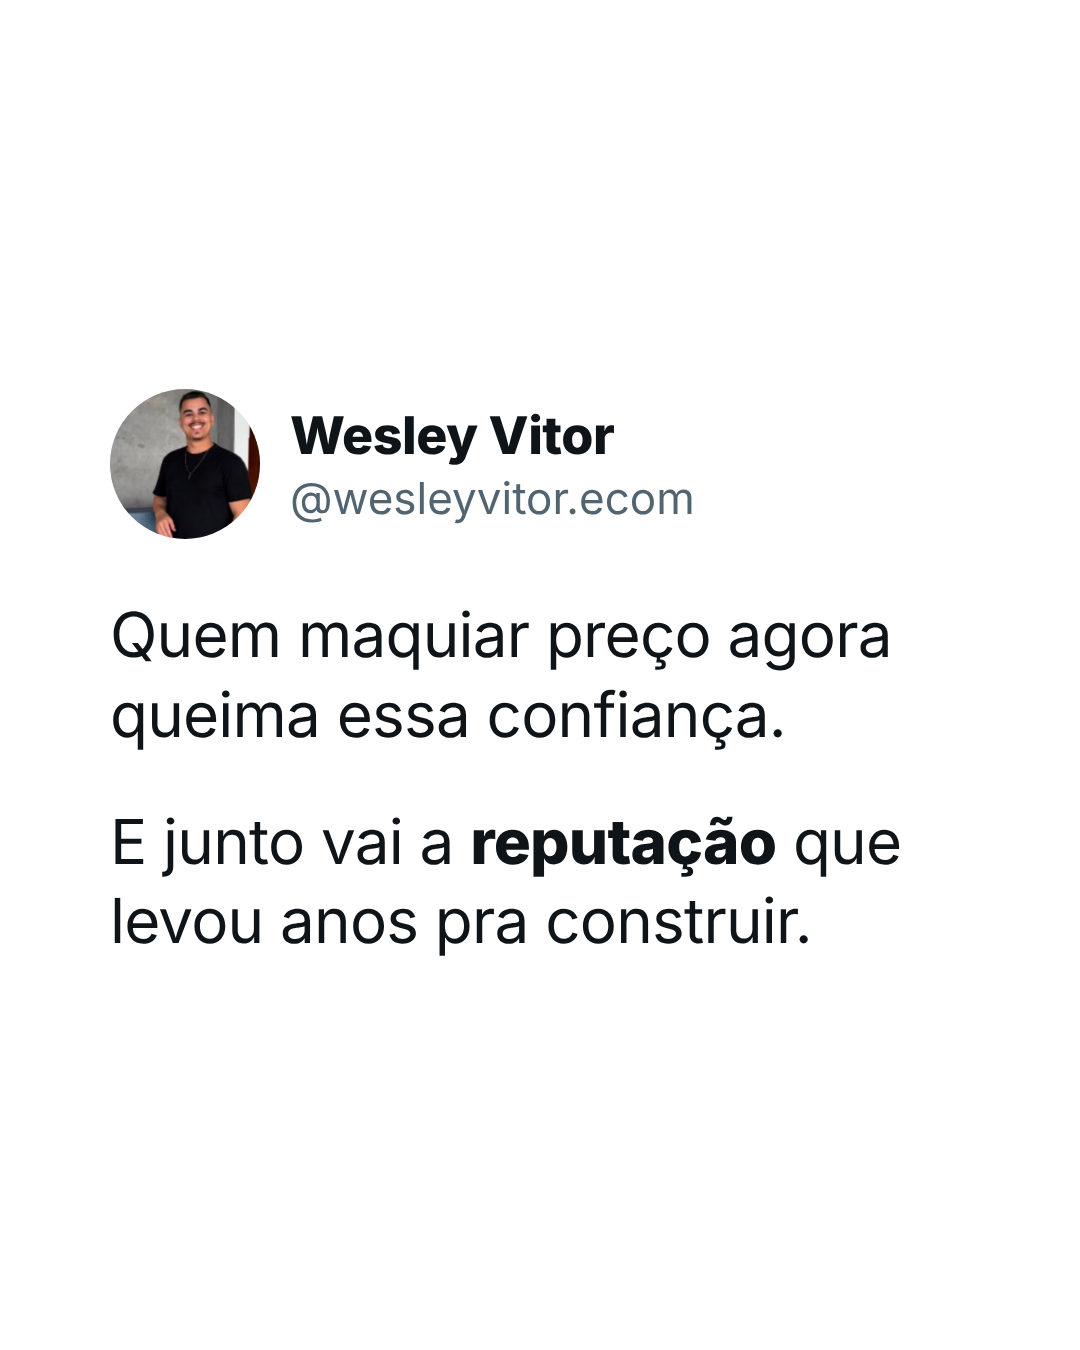 Wesley Vitor
@wesleyvitor.ecom
Quem maquiar preço agora
queima essa confiança.
E junto vai a reputação que
levou anos pra construir.